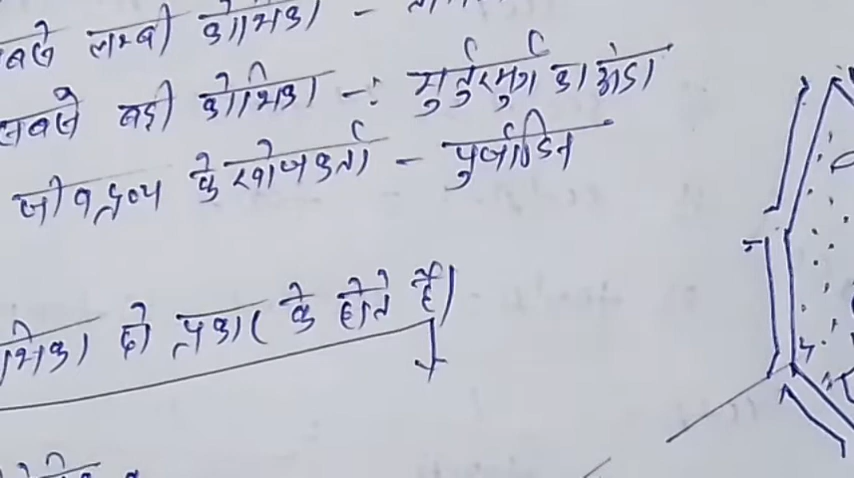 सबसे लम्बी कोशिका -
सबसे बड़ी कोशिका -: मुर्तुरमुर्ग का अंडा
जीवद्रव्य के खोजकर्ता - पुर्जाडिन
शिका दो प्रकार के होते हैं।